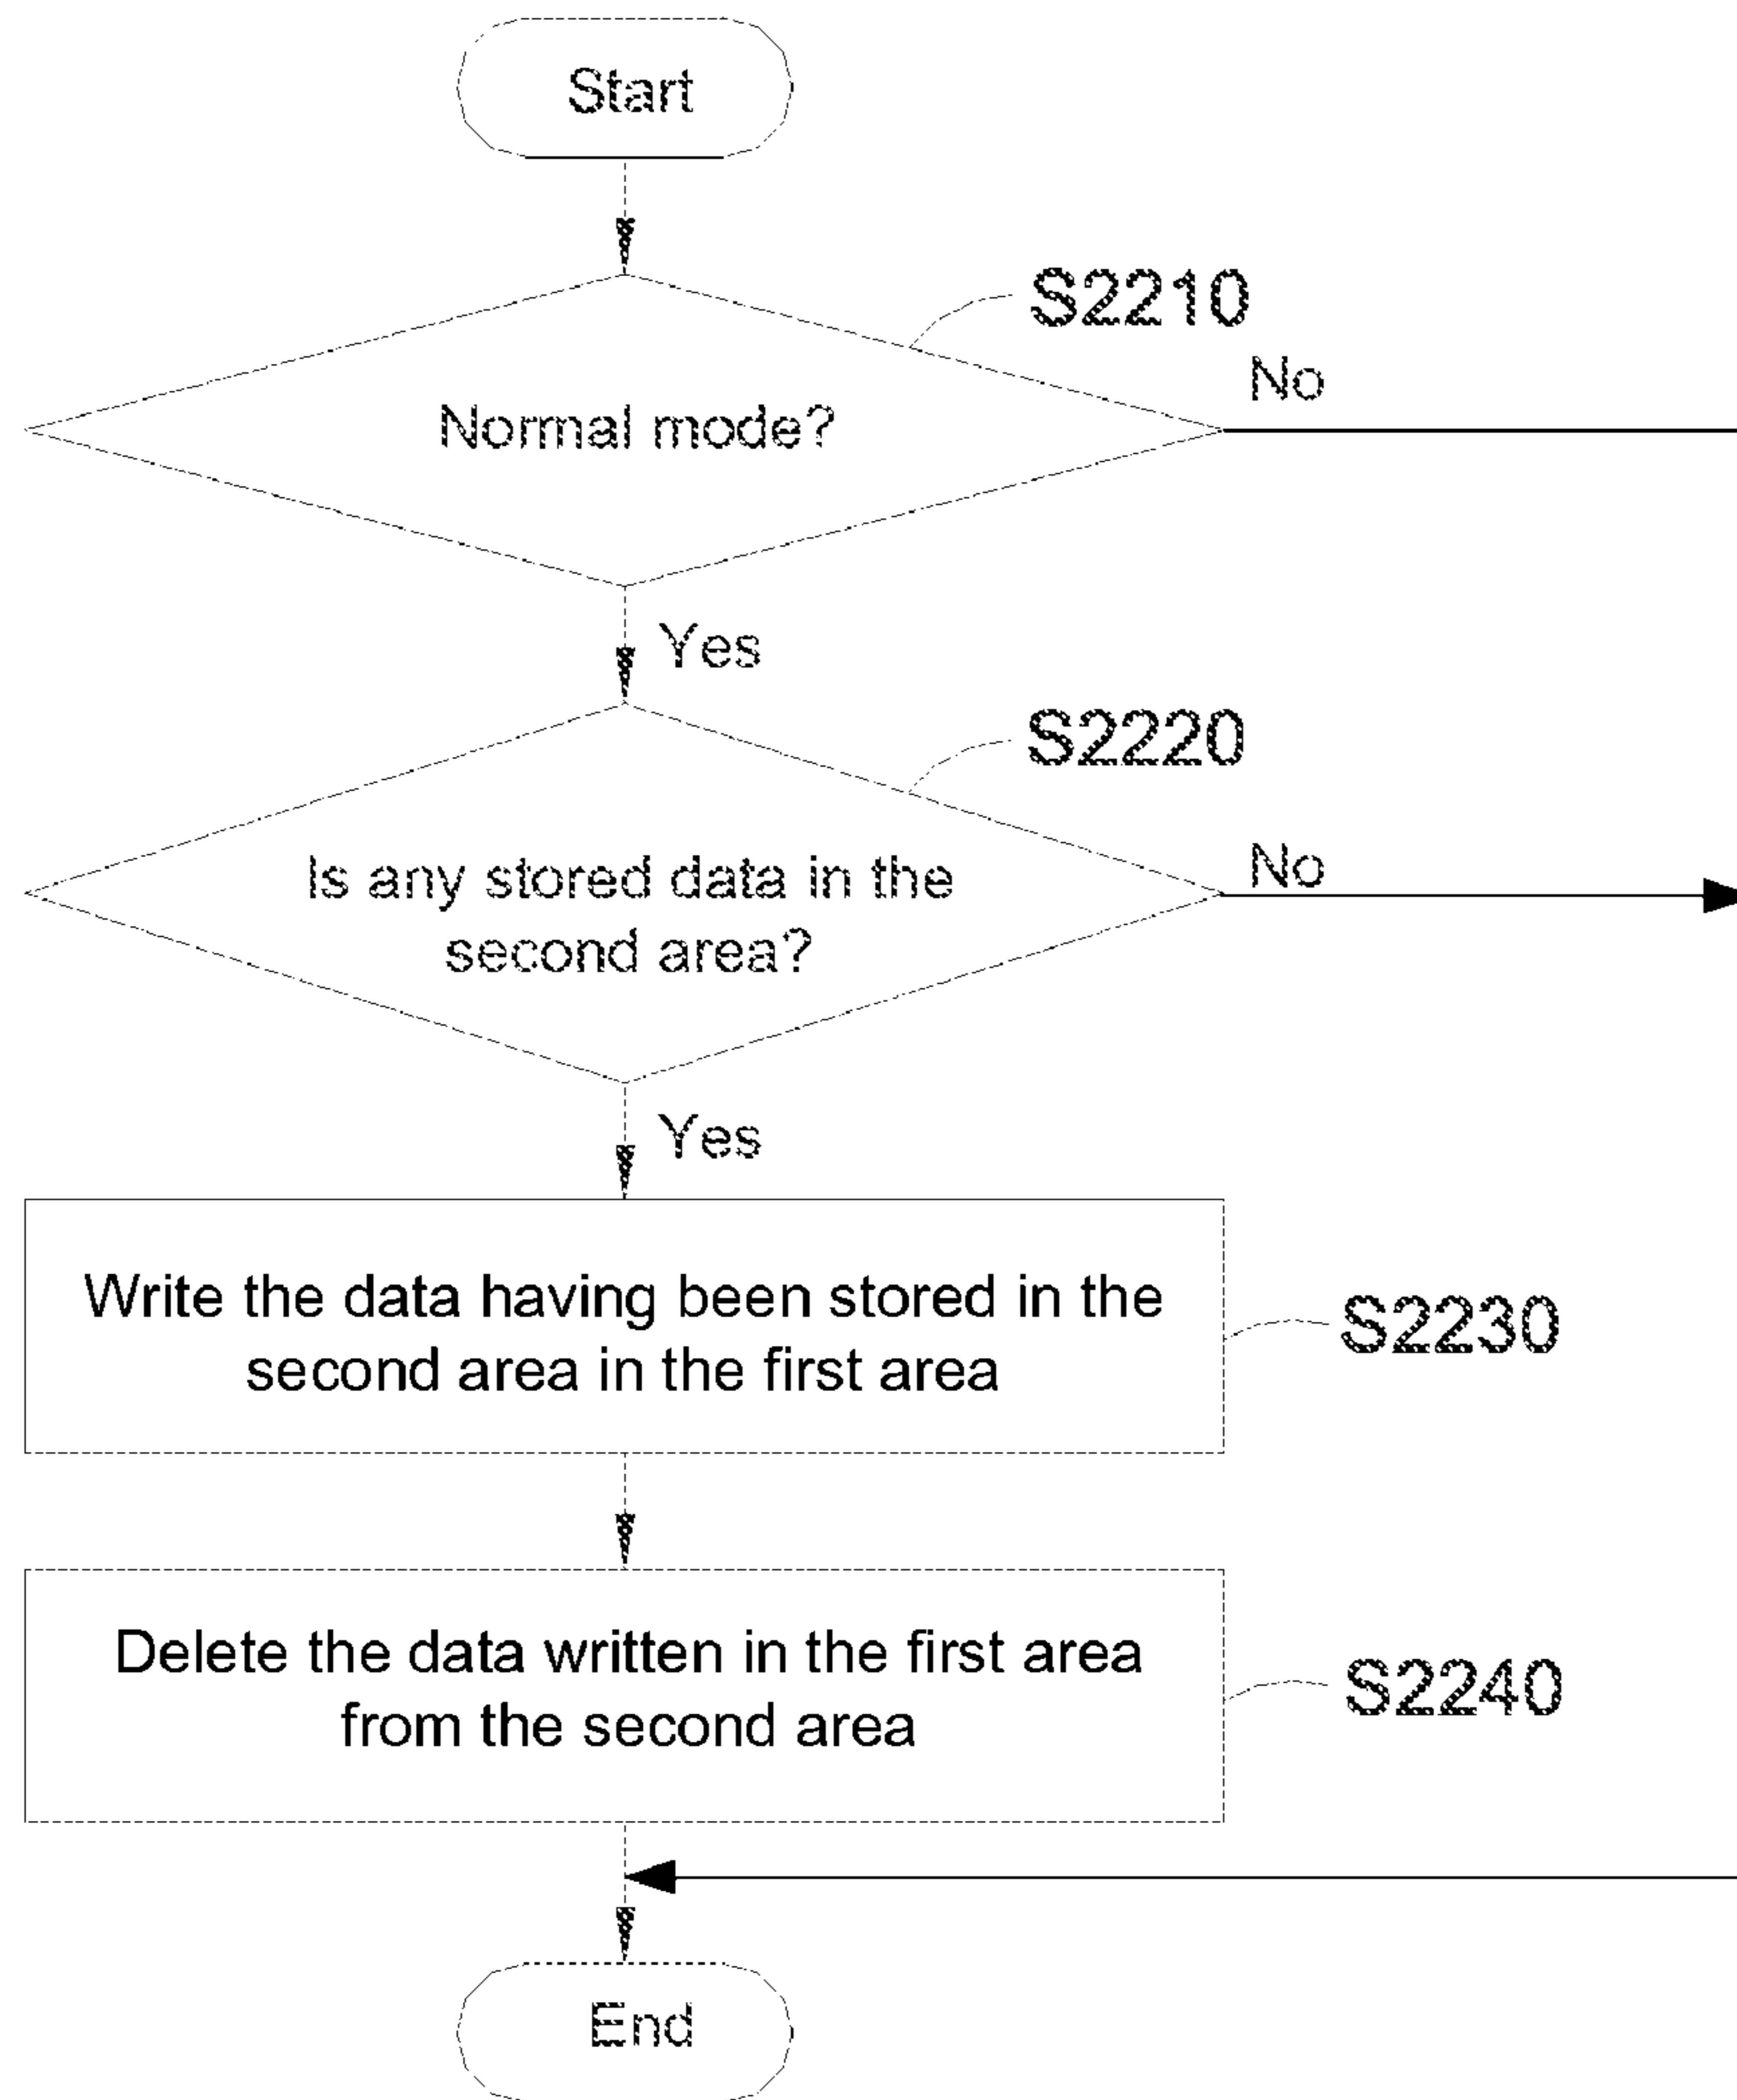 Start
S2210
No
Normal mode?
Yes
S2220
No
Is any stored data in the
second area?
Yes
Write the data having been stored in the
second area in the first area
S2230
Delete the data written in the first area
from the second area
S2240
End